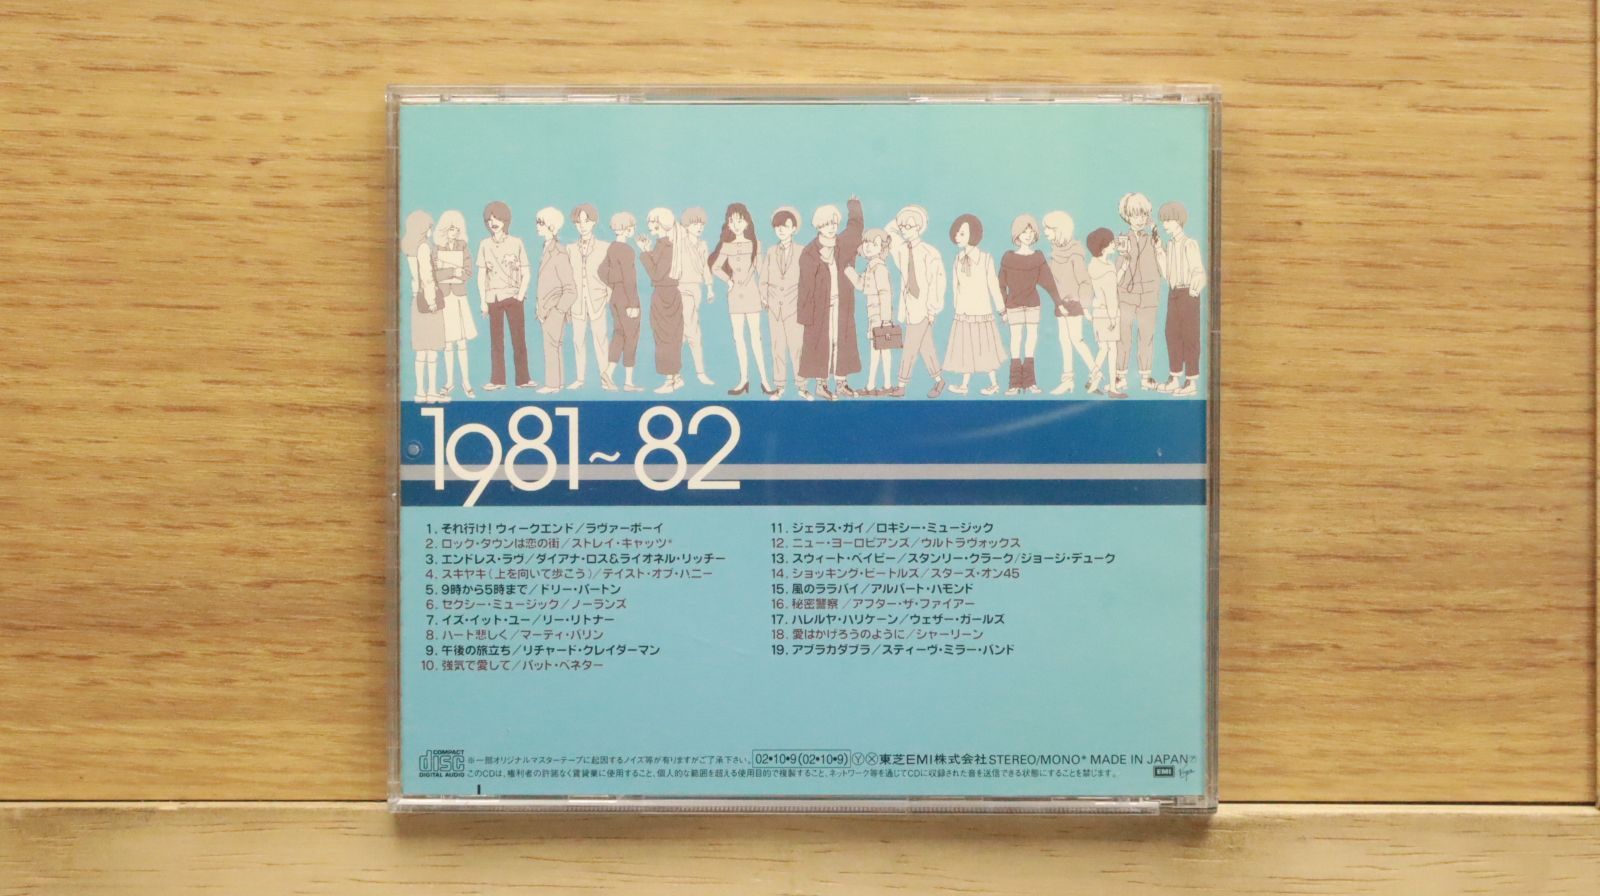 1981~82
1. それ行け! ウィークエンド/ラヴァーボーイ
2. ロック・タウンは恋の街/ストレイ・キャッツ*
3. エンドレス・ラヴ/ダイアナ・ロス&ライオネル・リッチー
4. スキヤキ(上を向いて歩こう)/テイスト・オブ・ハニー
5. 9時から5時まで/ドリー・パートン
6. セクシー・ミュージック/ノーランズ
7. イズ・イット・ユー/リー・リトナー
8. ハート悲しく/マーティ・バリン
9. 午後の旅立ち/リチャード・クレイダーマン
10. 強気で愛して/パット・ベネター
11. ジェラス・ガイ/ロキシー・ミュージック
12. ニュー・ヨーロピアンズ/ウルトラヴォックス
13. スウィート・ベイビー/スタンリー・クラーク/ジョージ・デューク
14. ショッキング・ビートルズ/スターズ・オン45
15. 風のララバイ/アルバート・ハモンド
16. 秘密警察/アフター・ザ・ファイアー
17. ハレルヤ・ハリケーン/ウェザー・ガールズ
18. 愛はかげろうのように/シャーリーン
19. アブラカダブラ/スティーヴ・ミラー・バンド
COMPACT
disc
DIGITAL AUDIO
※一部オリジナルマスターテープに起因するノイズ等が有りますがご了承下さい。 02・10・9(02・10・9) Ⓨ Ⓧ 東芝EMI株式会社 STEREO/MONO* MADE IN JAPAN
このCDは、権利者の許諾なく賃貸業に使用すること、個人的な範囲を超える使用目的で複製すること、ネットワーク等を通じてCDに収録された音を送信できる状態にすることを禁じます。
EMI
Virgin